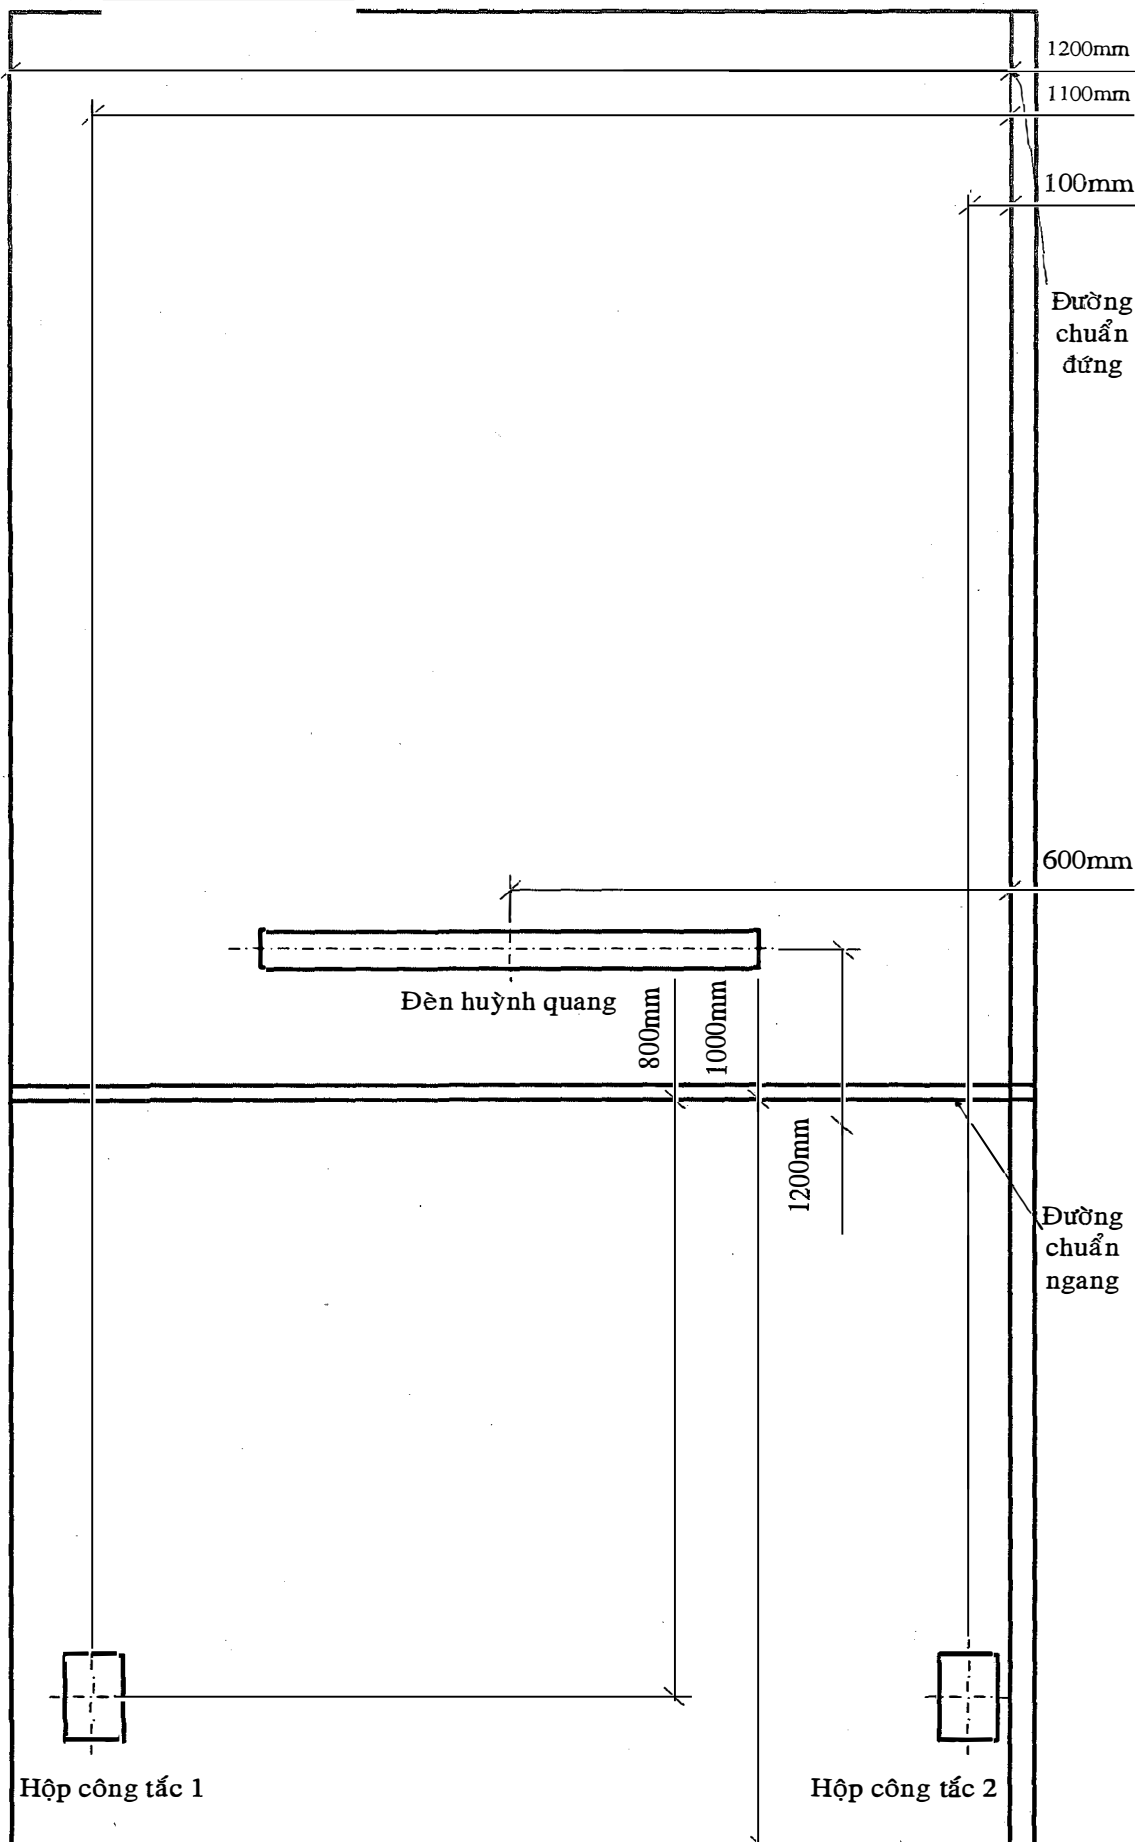 1200mm
1100mm
100mm
Đường
chuẩn
đứng
600mm
Đèn huỳnh quang
800mm
1000mm
1200mm
Đường
chuẩn
ngang
Hộp công tắc 1
Hộp công tắc 2